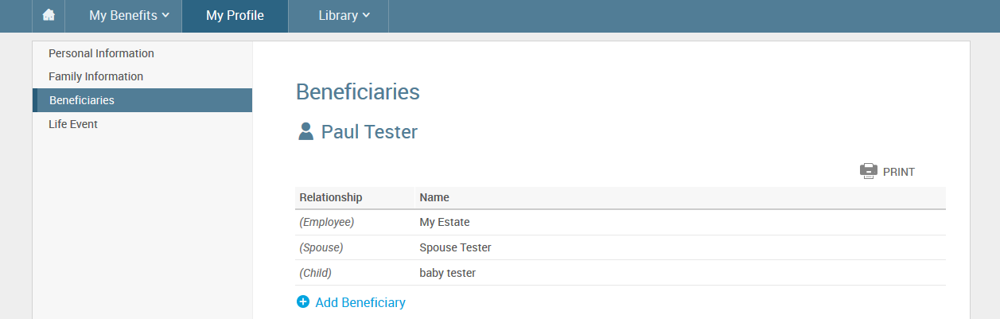 My Benefits My Profile Library
Personal Information
Family Information
Beneficiaries
Life Event
Beneficiaries
Paul Tester
PRINT
Relationship Name
(Employee) My Estate
(Spouse) Spouse Tester
(Child) baby tester
Add Beneficiary